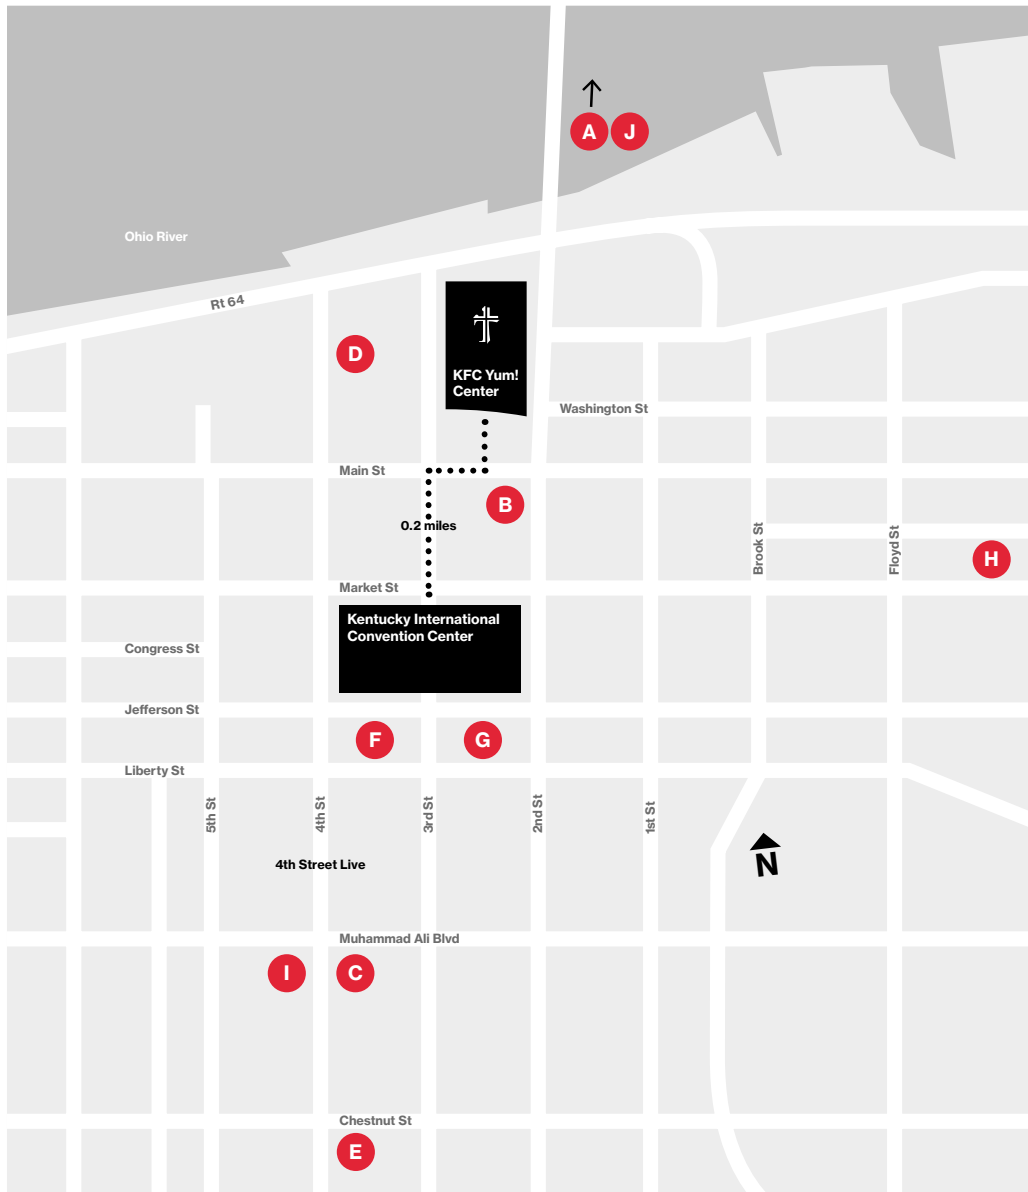 A J
Ohio River
Rt 64
D
KFC Yum!
Center
Washington St
Main St
B
0.2 miles
Brook St
Floyd St
H
Market St
Kentucky International
Convention Center
Congress St
Jefferson St
F
G
Liberty St
5th St
4th St
3rd St
2nd St
1st St
4th Street Live
N
Muhammad Ali Blvd
I
C
Chestnut St
E